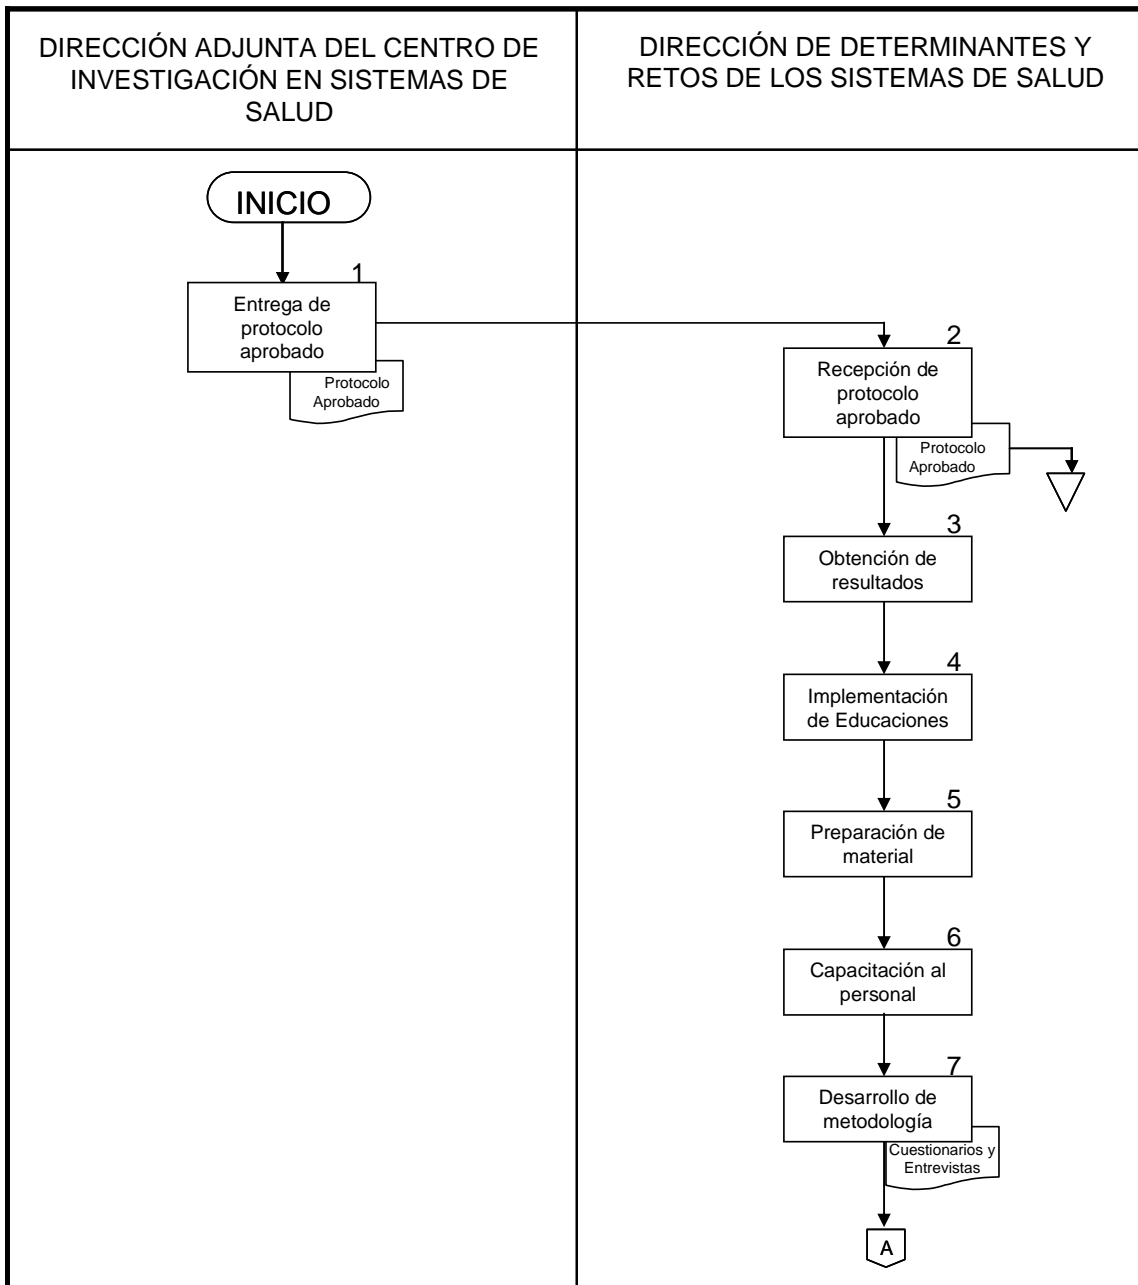 DIRECCIÓN ADJUNTA DEL CENTRO DE
INVESTIGACIÓN EN SISTEMAS DE
SALUD
DIRECCIÓN DE DETERMINANTES Y
RETOS DE LOS SISTEMAS DE SALUD
INICIO
1
Entrega de
protocolo
aprobado
Protocolo
Aprobado
2
Recepción de
protocolo
aprobado
Protocolo
Aprobado
3
Obtención de
resultados
4
Implementación
de Educaciones
5
Preparación de
material
6
Capacitación al
personal
7
Desarrollo de
metodología
Cuestionarios y
Entrevistas
A